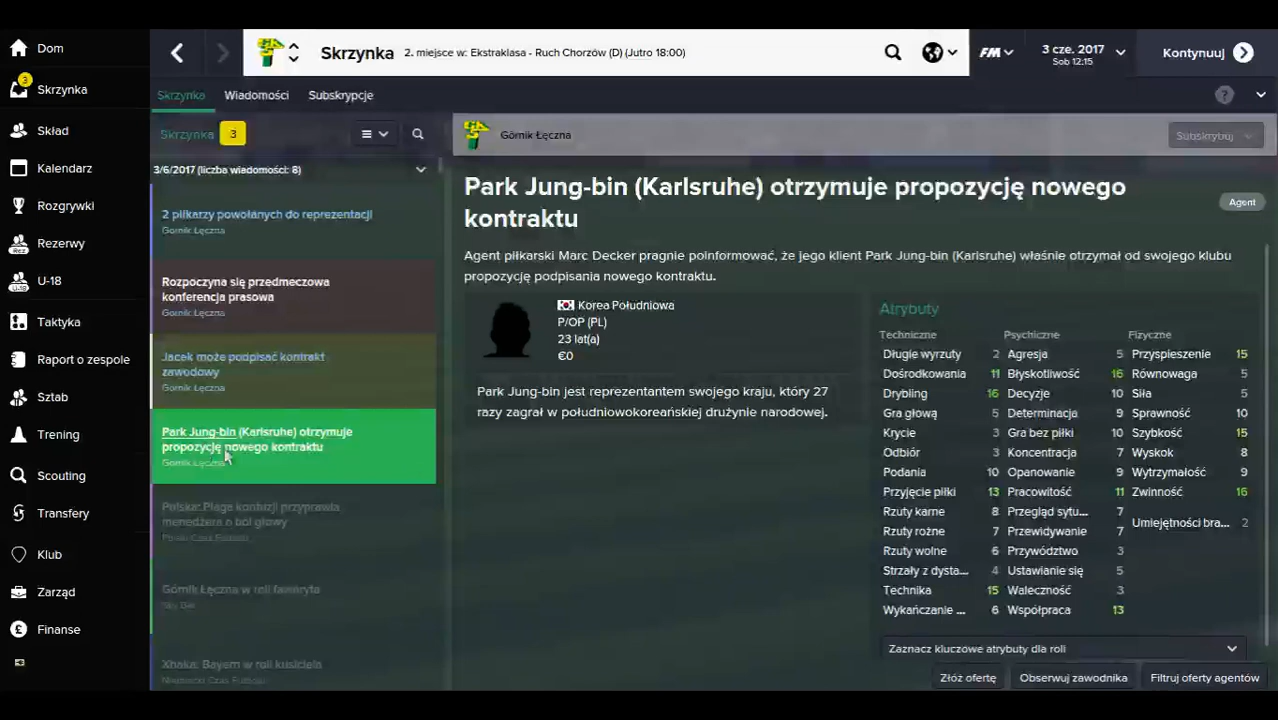 Dom
3
Skrzynka
Skład
Kalendarz
Rozgrywki
Rezerwy
U-18
Taktyka
Raport o zespole
Sztab
Trening
Scouting
Transfery
Klub
Zarząd
Finanse
Skrzynka 2. miejsce w: Ekstraklasa - Ruch Chorzów (D) (Jutro 18:00)
FM
3 cze. 2017
Sob 12:15
Kontynuuj
Skrzynka Wiadomości Subskrypcje
?
Skrzynka 3
3/6/2017 (liczba wiadomości: 8)
2 piłkarzy powołanych do reprezentacji
Górnik Łęczna
Rozpoczyna się przedmeczowa
konferencja prasowa
Górnik Łęczna
Jacek może podpisać kontrakt
zawodowy
Górnik Łęczna
Park Jung-bin (Karlsruhe) otrzymuje
propozycję nowego kontraktu
Górnik Łęczna
Polska: Plaga kontuzji przyprawia
menedżera o ból głowy
Górnik Łęczna w roli faworyta
Xhaka: Bayern w roli kusiciela
Górnik Łęczna
Subskrybuj
Park Jung-bin (Karlsruhe) otrzymuje propozycję nowego
kontraktu
Agent
Agent piłkarski Marc Decker pragnie poinformować, że jego klient Park Jung-bin (Karlsruhe) właśnie otrzymał od swojego klubu
propozycję podpisania nowego kontraktu.
Korea Południowa
P/OP (PL)
23 lat(a)
€0
Park Jung-bin jest reprezentantem swojego kraju, który 27
razy zagrał w południowokoreańskiej drużynie narodowej.
Atrybuty
Techniczne Psychiczne Fizyczne
Długie wyrzuty 2 Agresja 5 Przyspieszenie 15
Dośrodkowania 11 Błyskotliwość 16 Równowaga 5
Drybling 16 Decyzje 10 Siła 5
Gra głową 5 Determinacja 9 Sprawność 10
Krycie 3 Gra bez piłki 10 Szybkość 15
Odbiór 3 Koncentracja 7 Wyskok 8
Podania 10 Opanowanie 9 Wytrzymałość 9
Przyjęcie piłki 13 Pracowitość 11 Zwinność 16
Rzuty karne 8 Przegląd sytu... 7
Umiejętności bra... 2
Rzuty rożne 7 Przewidywanie 7
Rzuty wolne 6 Przywództwo 3
Strzały z dysta... 4 Ustawianie się 5
Technika 15 Waleczność 3
Wykańczanie ... 6 Współpraca 13
Zaznacz kluczowe atrybuty dla roli
Złóż ofertę Obserwuj zawodnika Filtruj oferty agentów